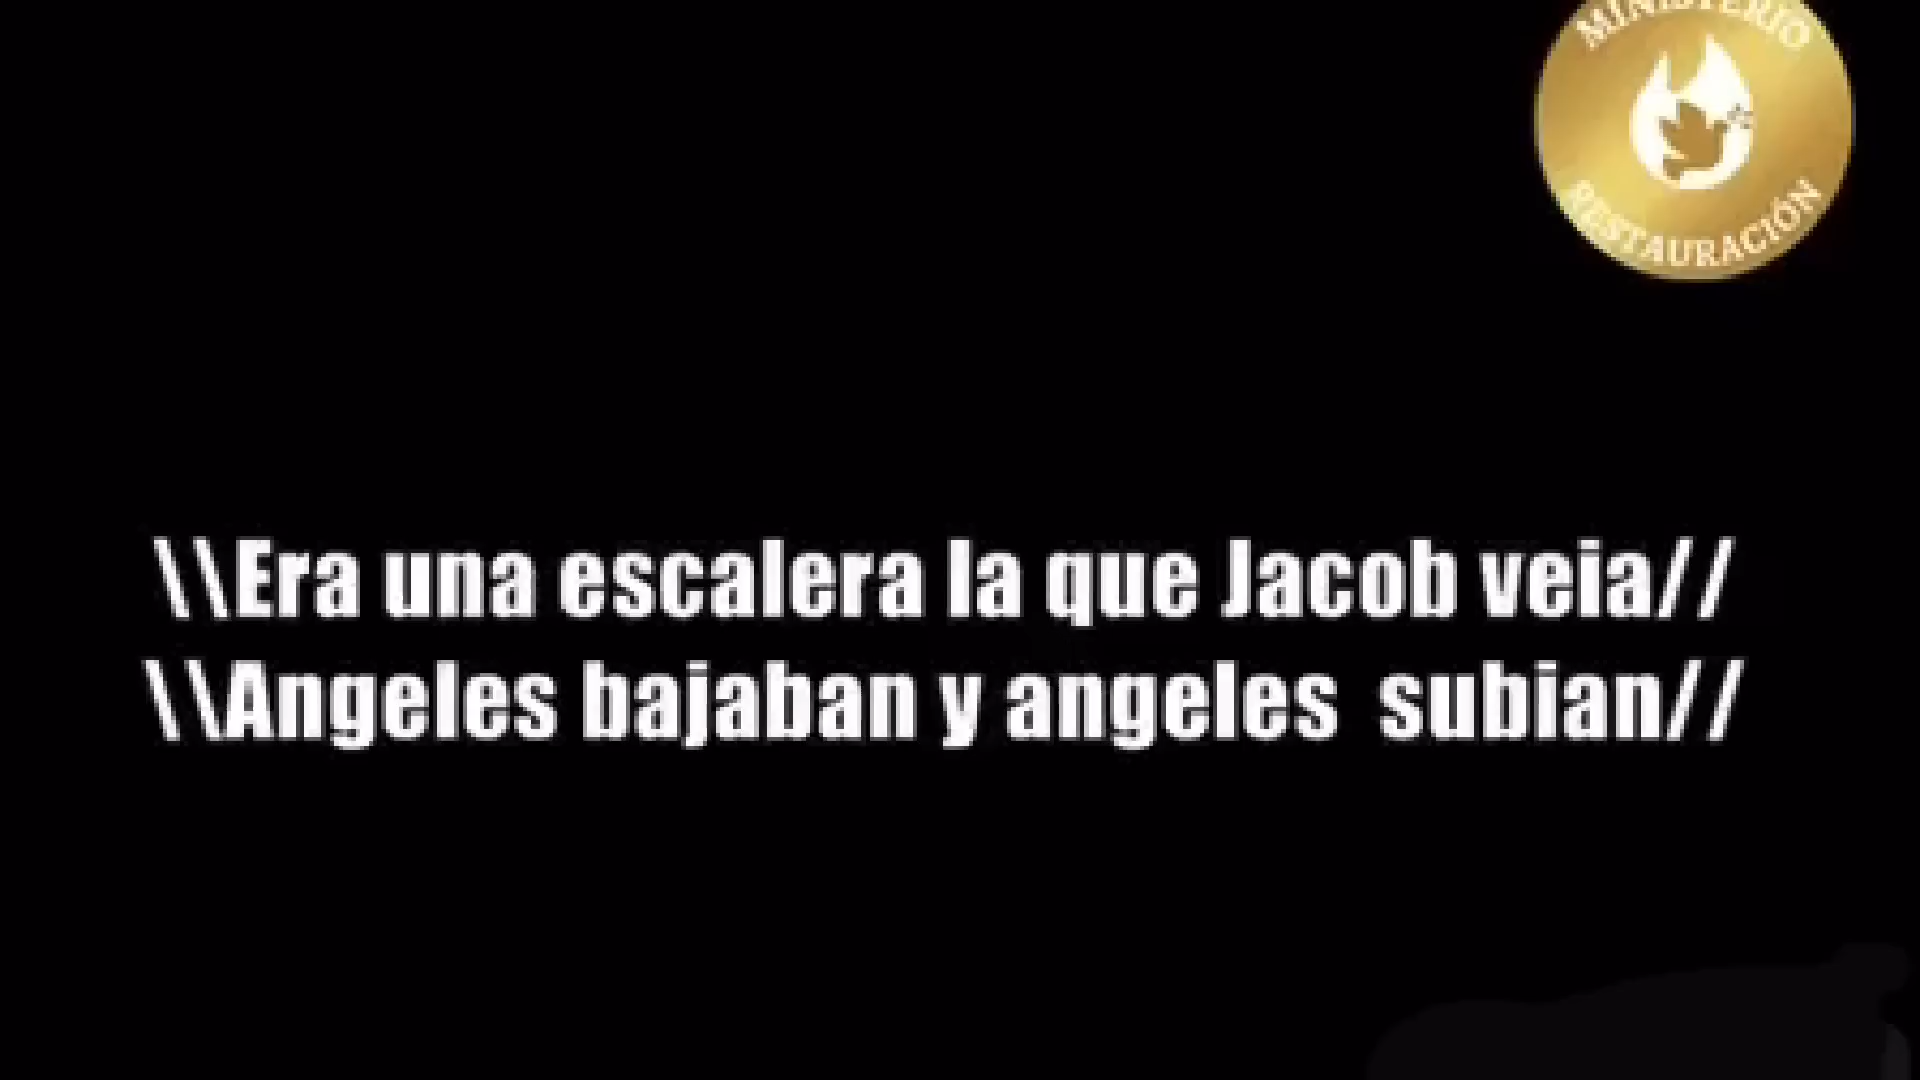 MINISTERIO
RESTAURACIÓN
\\Era una escalera la que Jacob veia//
\\Angeles bajaban y angeles  subian//